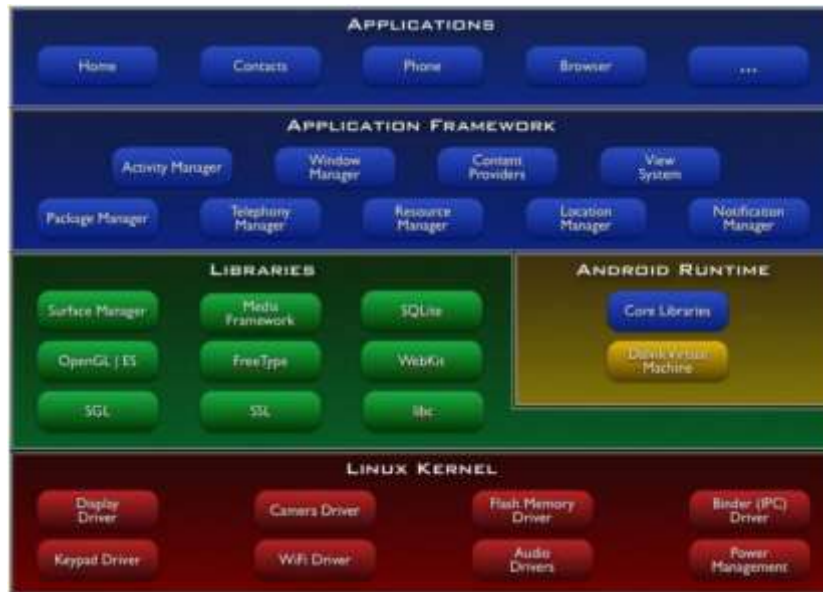 APPLICATIONS
Home
Contacts
Phone
Browser
...
APPLICATION FRAMEWORK
Activity Manager
Window
Manager
Content
Providers
View
System
Package Manager
Telephony
Manager
Resource
Manager
Location
Manager
Notification
Manager
LIBRARIES
Surface Manager
Media
Framework
SQLite
OpenGL | ES
FreeType
WebKit
SGL
SSL
libc
ANDROID RUNTIME
Core Libraries
Dalvik Virtual
Machine
LINUX KERNEL
Display
Driver
Camera Driver
Flash Memory
Driver
Binder (IPC)
Driver
Keypad Driver
WiFi Driver
Audio
Drivers
Power
Management